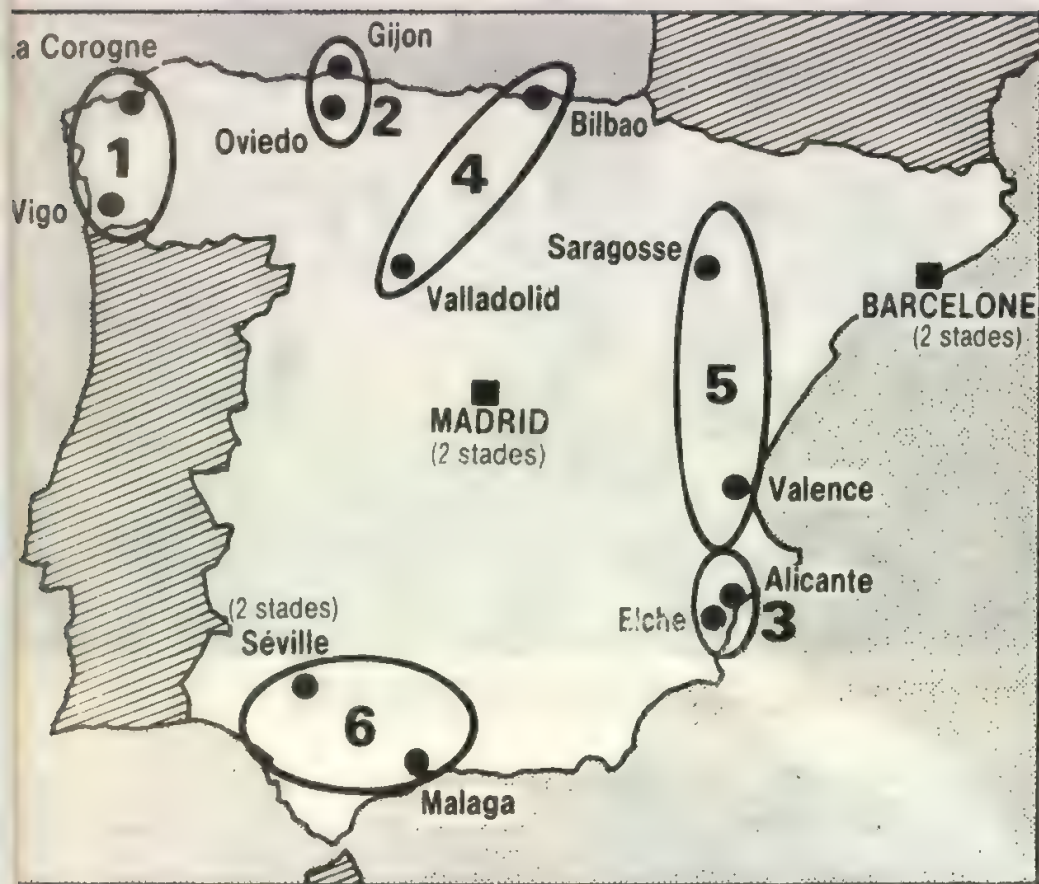 .a Corogne
Gijon
1
Oviedo
2
Bilbao
Vigo
4
Valladolid
Saragosse
BARCELONE
(2 stades)
5
MADRID
(2 stades)
Valence
Alicante
Elche
3
(2 stades)
Séville
6
Malaga